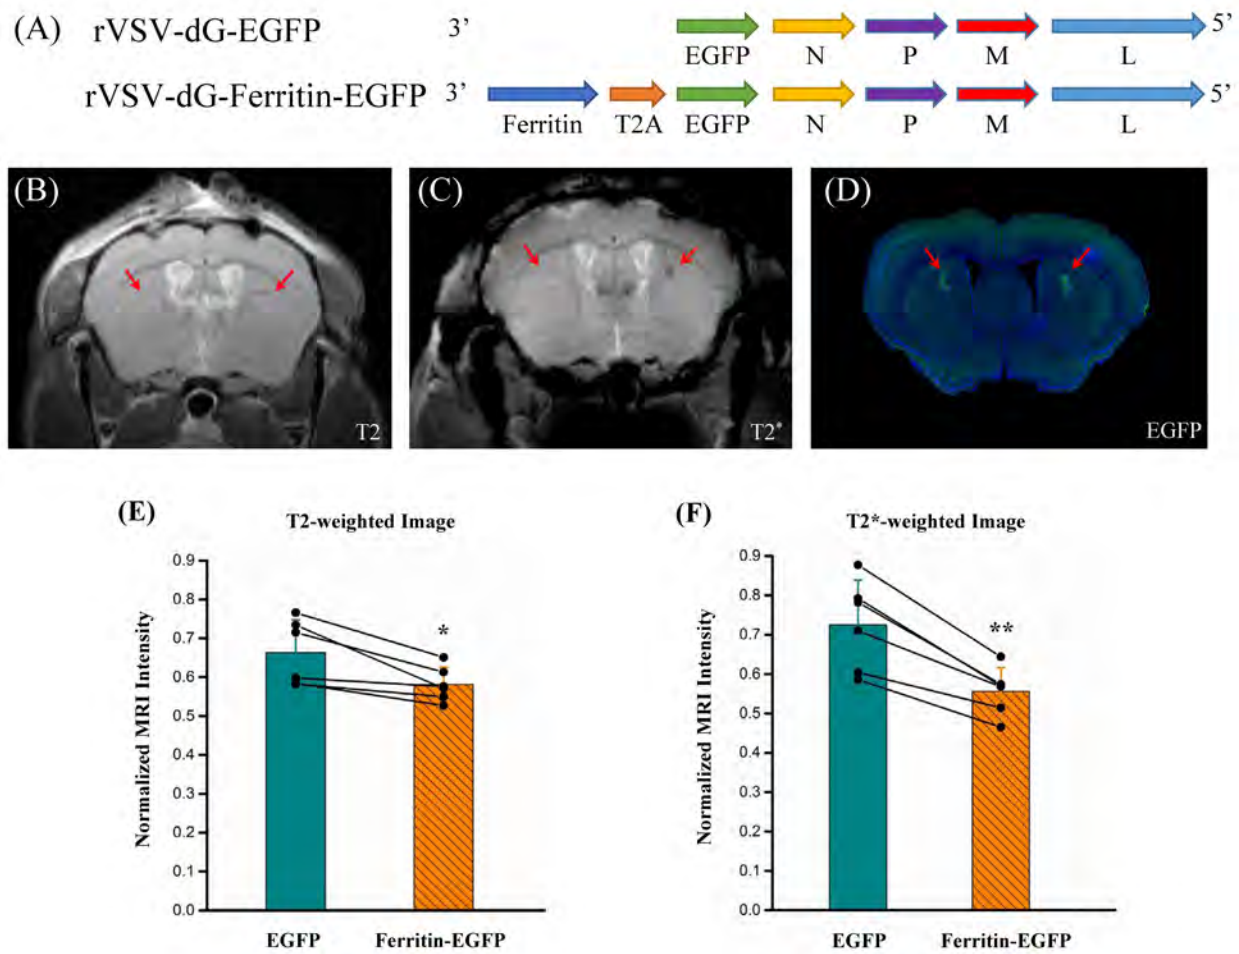 (A) rVSV-dG-EGFP 3’ 5’
EGFP N P M L
rVSV-dG-Ferritin-EGFP 3’ 5’
Ferritin T2A EGFP N P M L
(B)
T2
(C)
T2*
(D)
EGFP
(E)
T2-weighted Image
Normalized MRI Intensity
0.9
0.8
0.7
0.6
0.5
0.4
0.3
0.2
0.1
0.0
*
EGFP Ferritin-EGFP
(F)
T2*-weighted Image
Normalized MRI Intensity
0.9
0.8
0.7
0.6
0.5
0.4
0.3
0.2
0.1
0.0
**
EGFP Ferritin-EGFP